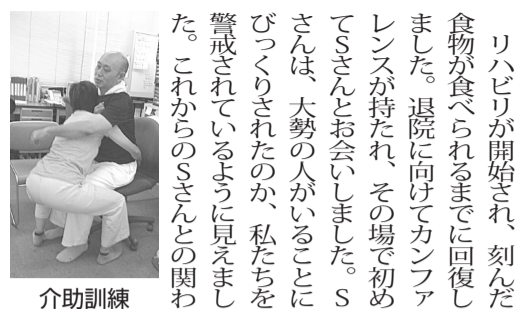 リハビリが開始され、刻んだ
食物が食べられるまでに回復し
ました。退院に向けてカンファ
レンスが持たれ、その場で初め
てSさんとお会いしました。S
さんは、大勢の人がいることに
びっくりされたのか、私たちを
警戒されているように見えまし
た。これからのSさんとの関わ
介助訓練